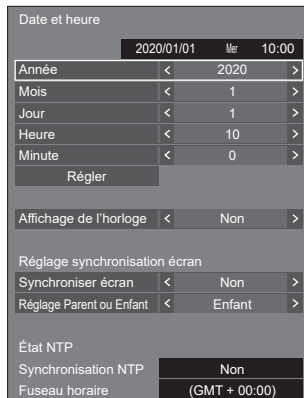 Date et heure
2020/01/01 Mer 10:00
Année < 2020 >
Mois < 1 >
Jour < 1 >
Heure < 10 >
Minute < 0 >
Régler
Affichage de l'horloge < Non >
Réglage synchronisation écran
Synchroniser écran < Non >
Réglage Parent ou Enfant < Enfant >
État NTP
Synchronisation NTP Non
Fuseau horaire (GMT + 00:00)